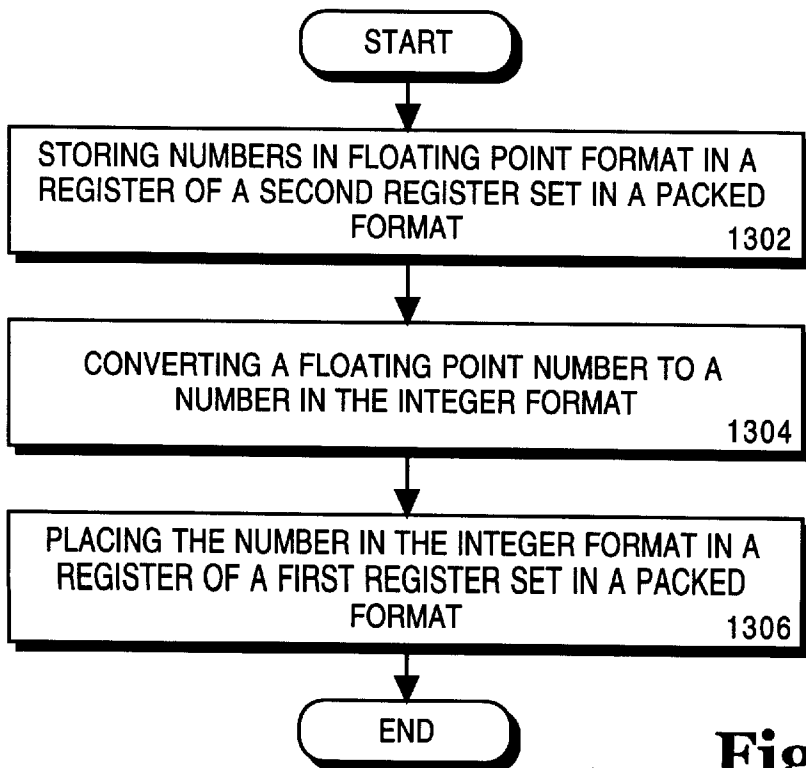 START
STORING NUMBERS IN FLOATING POINT FORMAT IN A
REGISTER OF A SECOND REGISTER SET IN A PACKED
FORMAT
1302
CONVERTING A FLOATING POINT NUMBER TO A
NUMBER IN THE INTEGER FORMAT
1304
PLACING THE NUMBER IN THE INTEGER FORMAT IN A
REGISTER OF A FIRST REGISTER SET IN A PACKED
FORMAT
1306
END
Fig